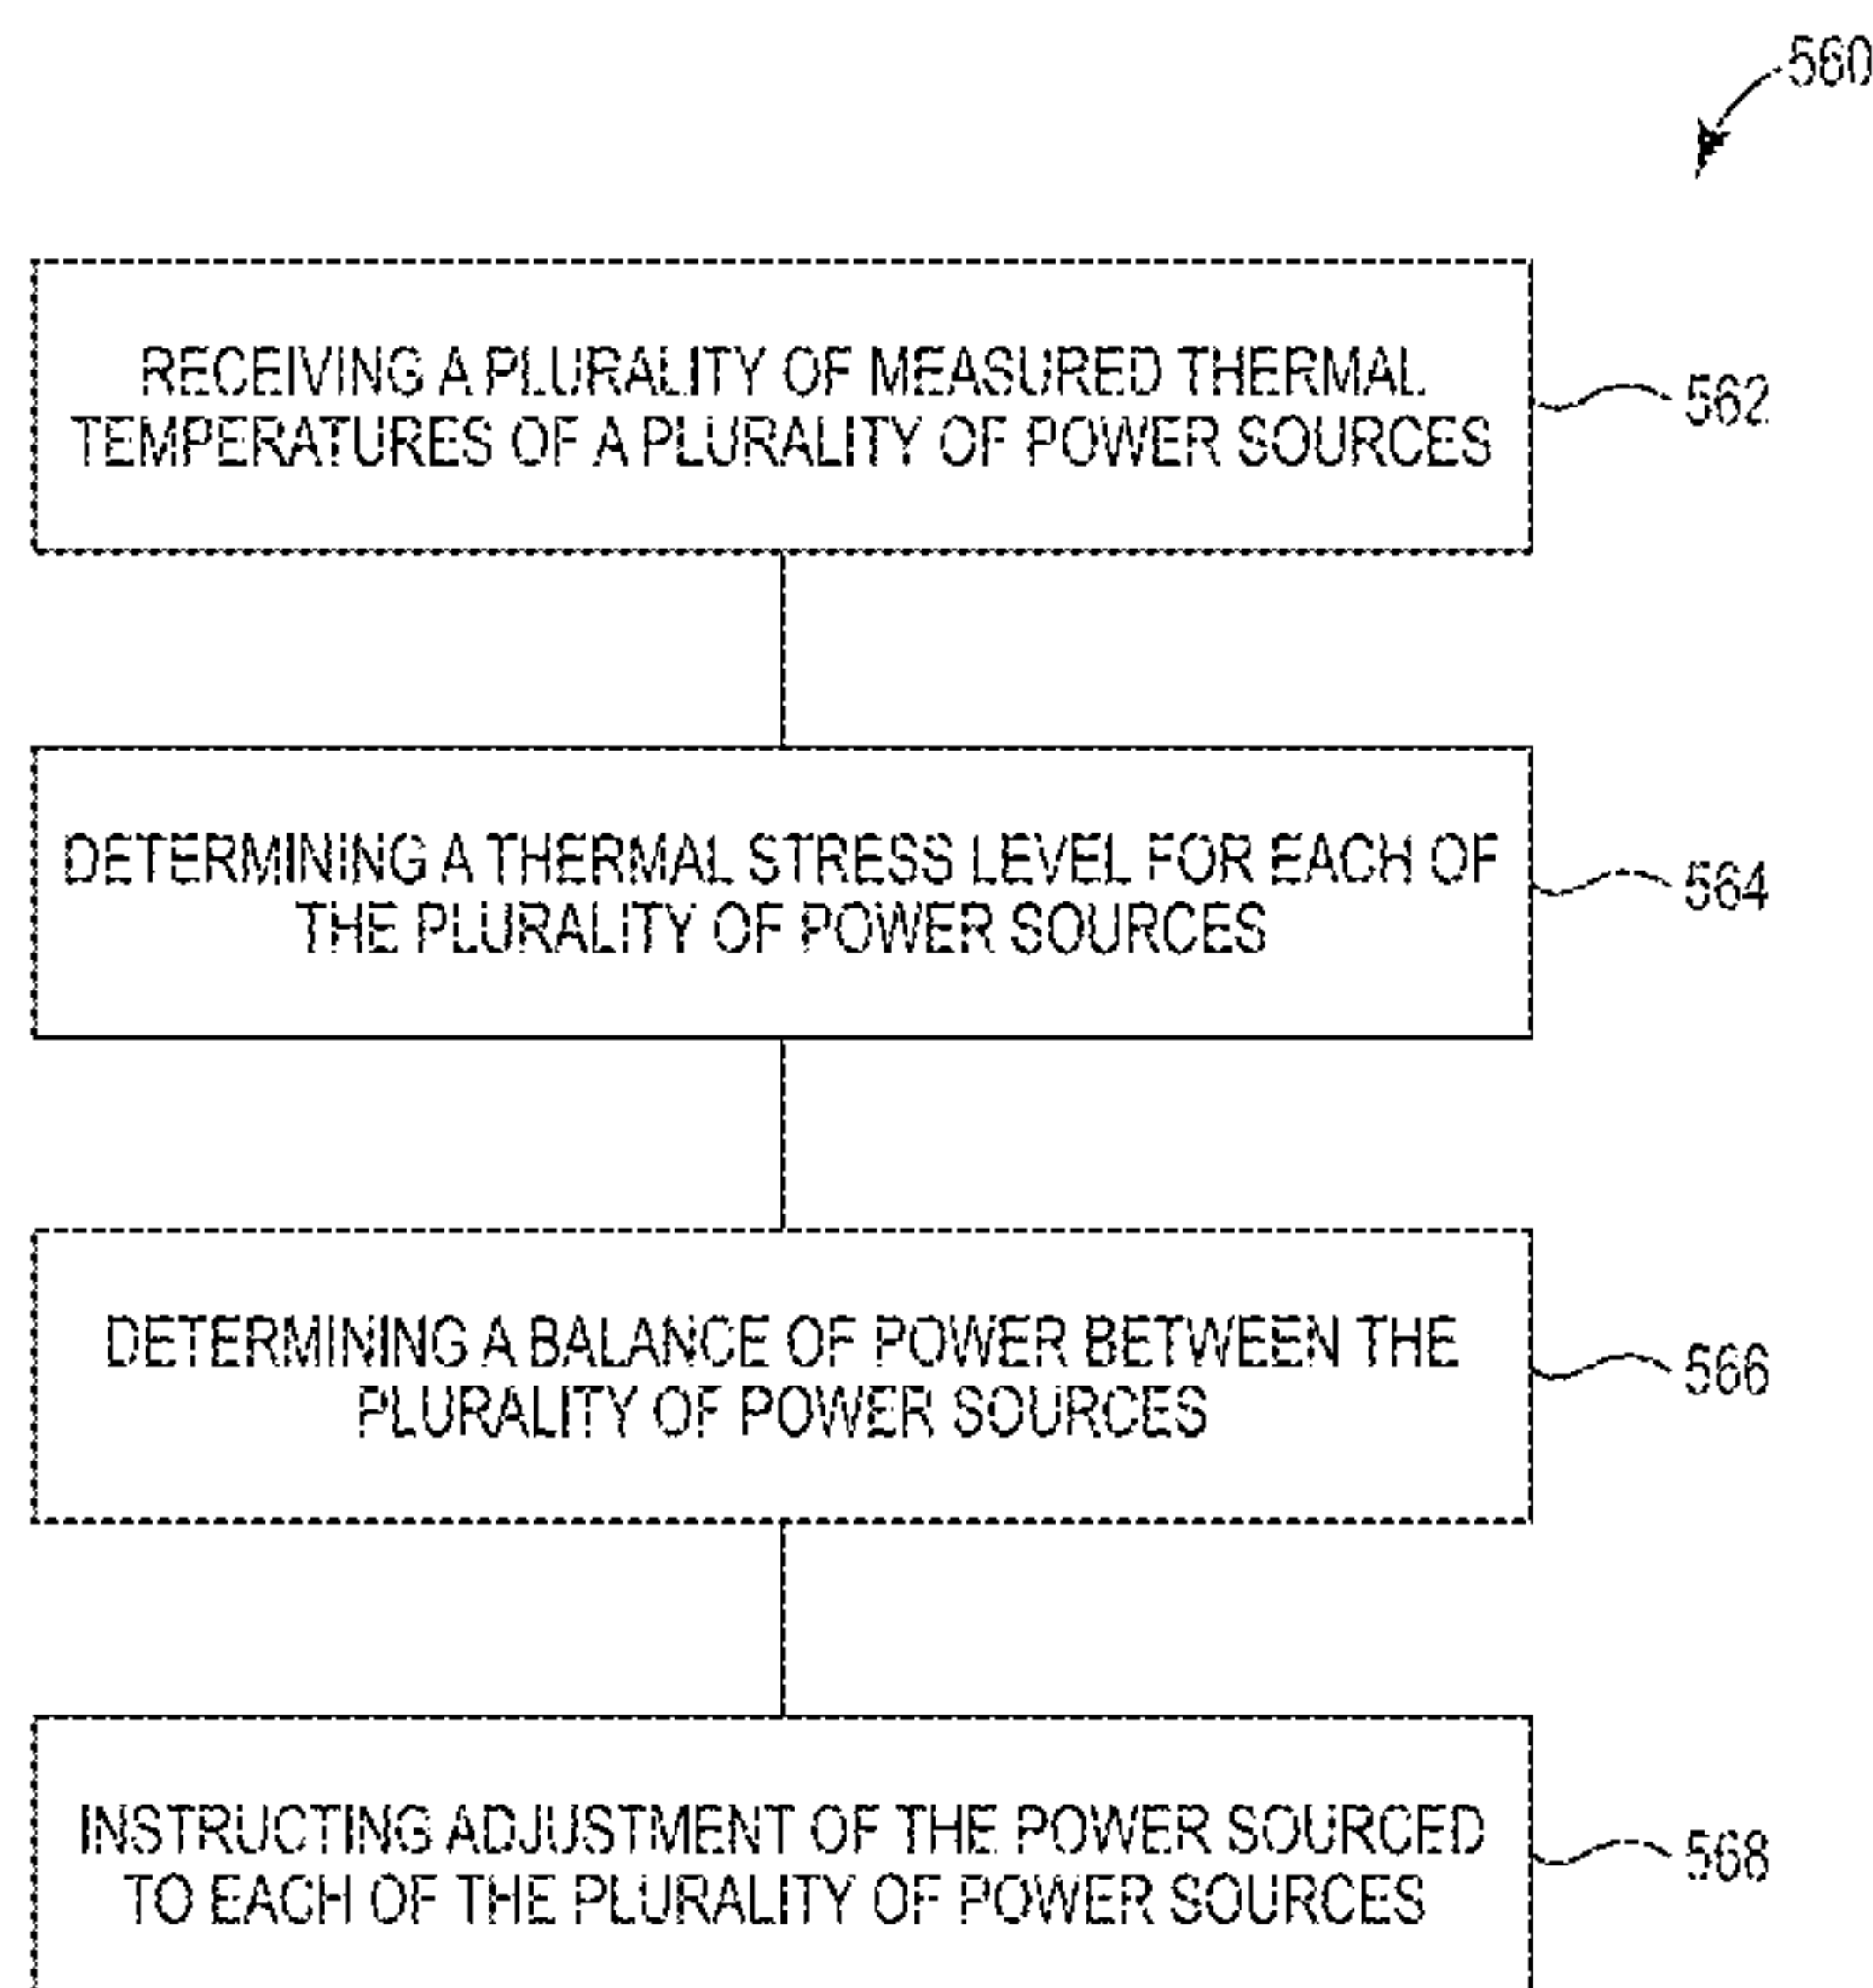 560
RECEIVING A PLURALITY OF MEASURED THERMAL
TEMPERATURES OF A PLURALITY OF POWER SOURCES
562
DETERMINING A THERMAL STRESS LEVEL FOR EACH OF
THE PLURALITY OF POWER SOURCES
564
DETERMINING A BALANCE OF POWER BETWEEN THE
PLURALITY OF POWER SOURCES
566
INSTRUCTING ADJUSTMENT OF THE POWER SOURCED
TO EACH OF THE PLURALITY OF POWER SOURCES
568